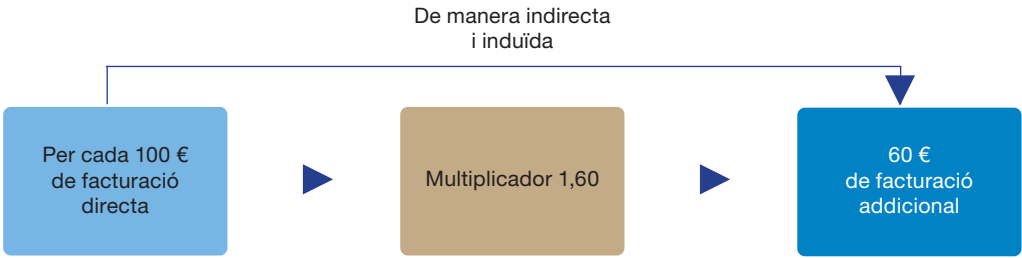 De manera indirecta
i induïda
Per cada 100 €
de facturació
directa
Multiplicador 1,60
60 €
de facturació
addicional